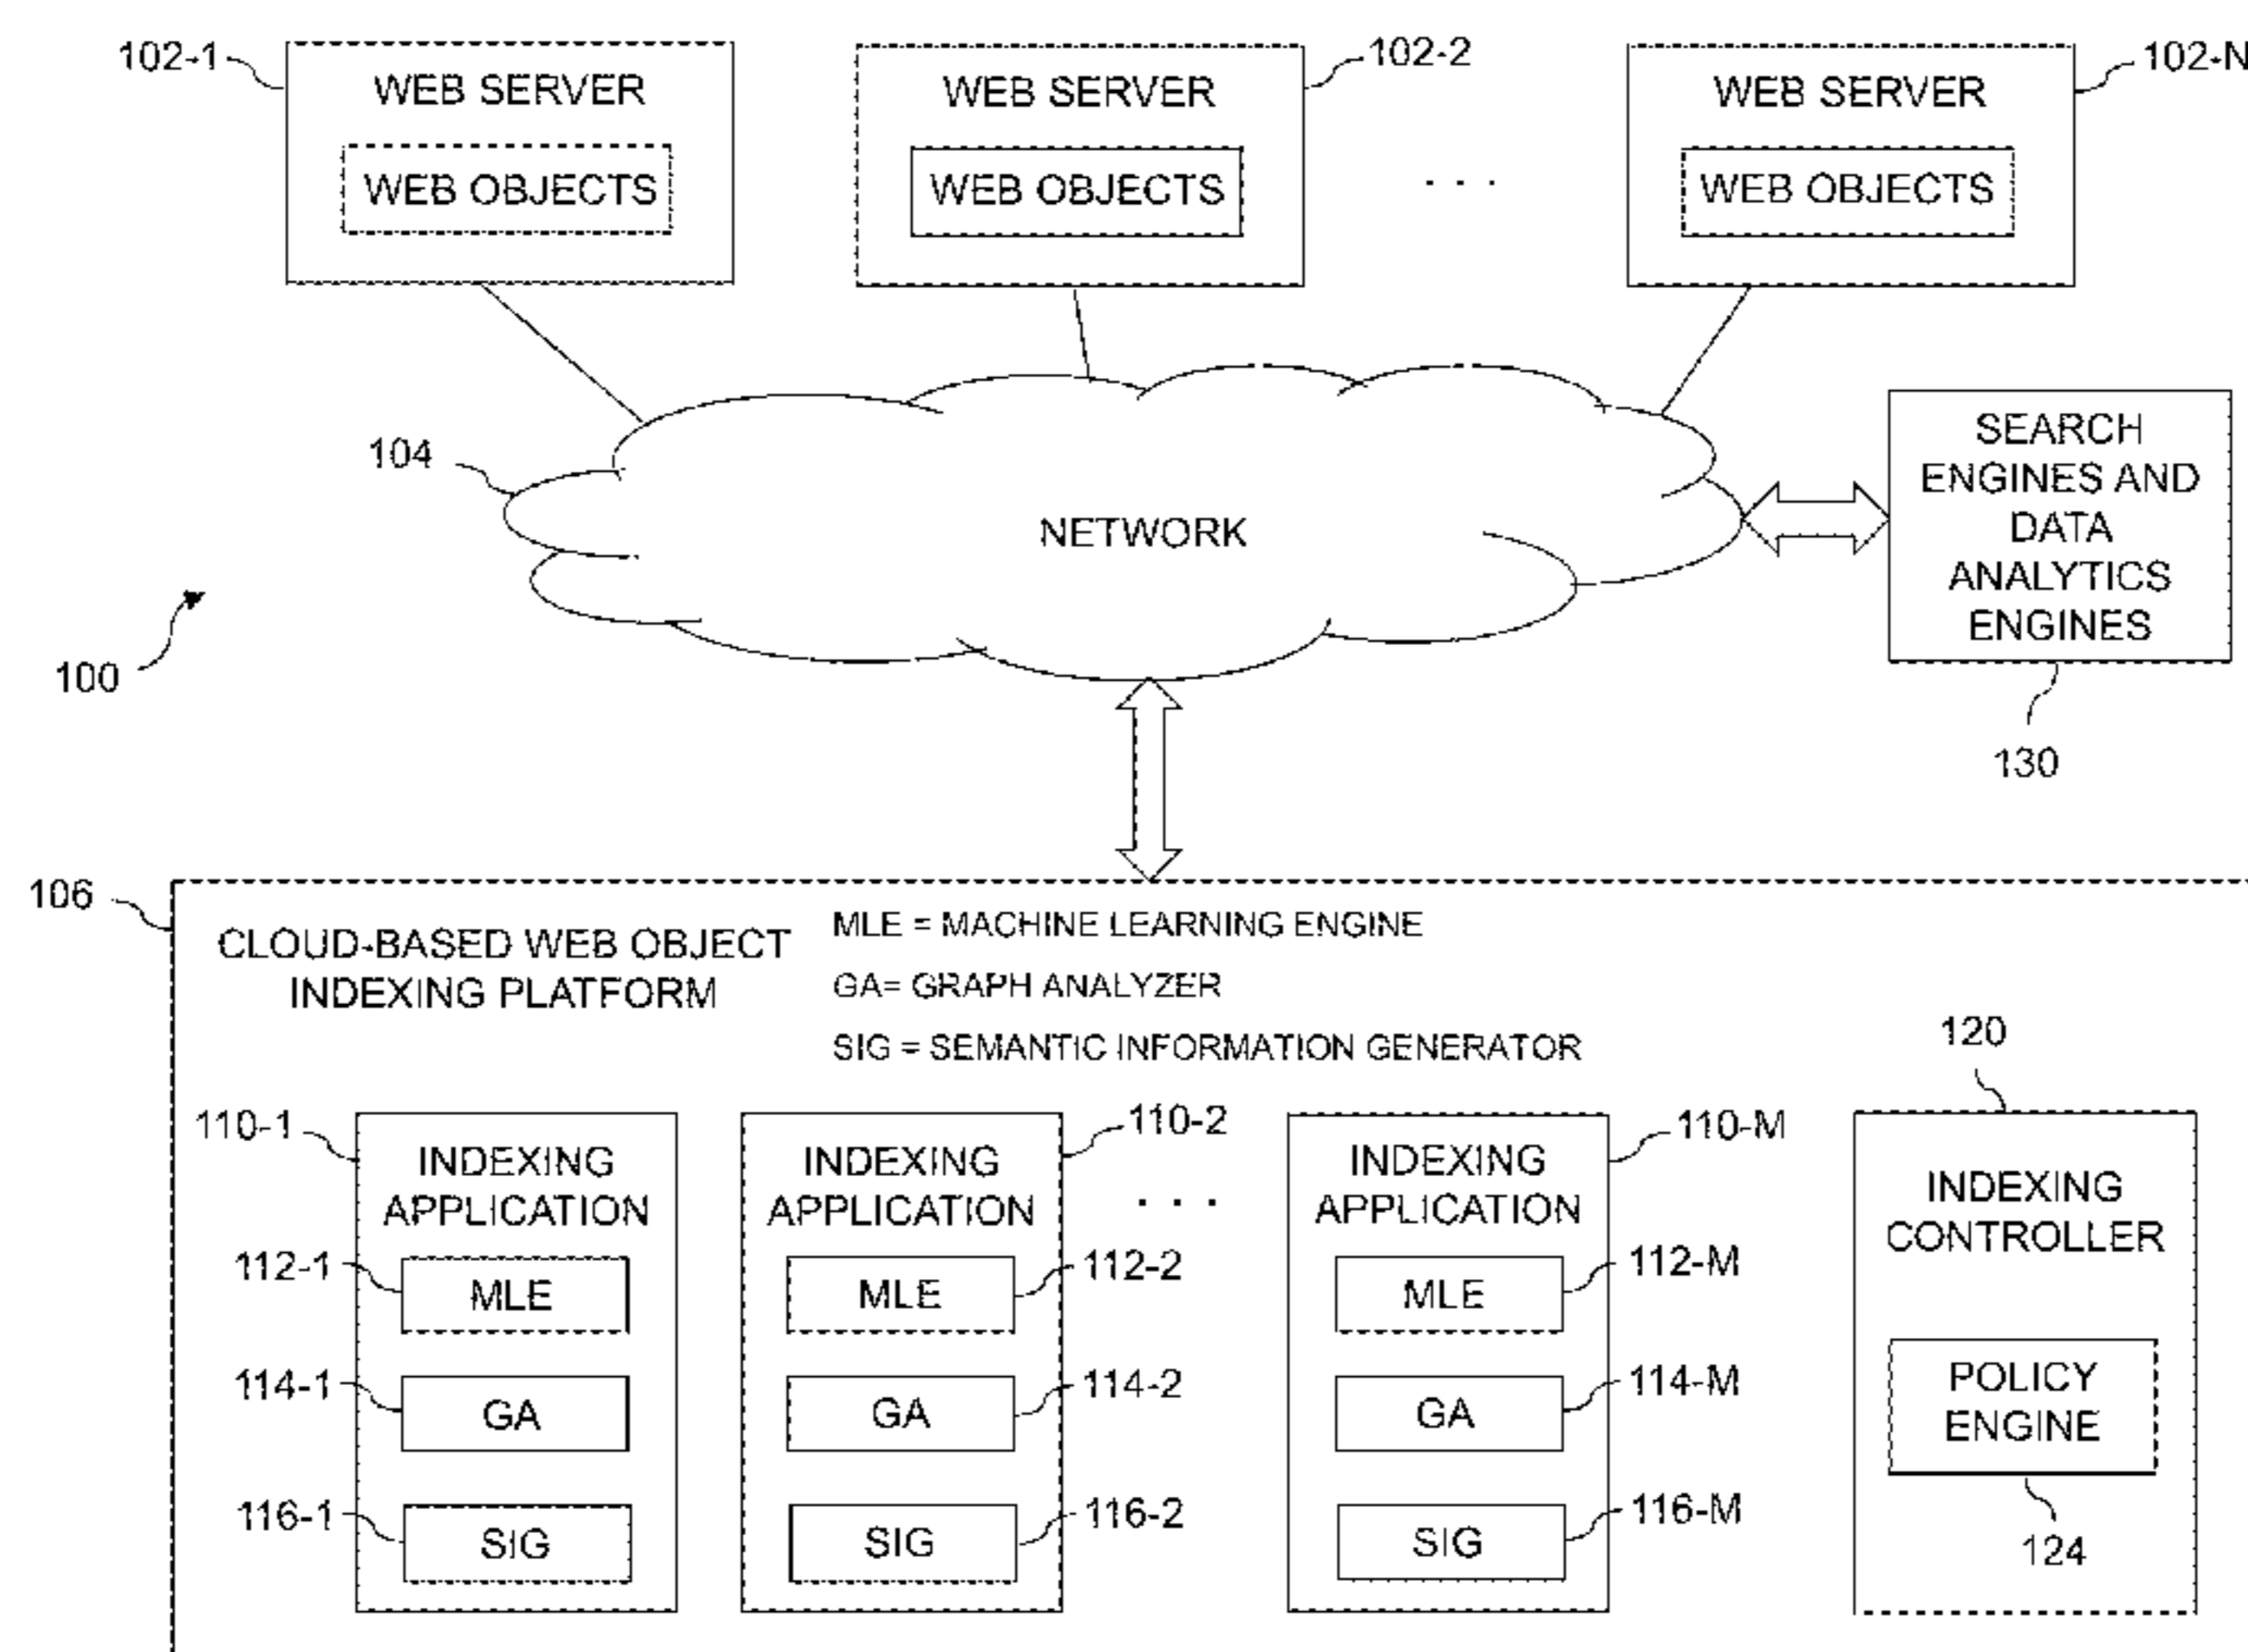 102-1
WEB SERVER
WEB OBJECTS
102-2
WEB SERVER
WEB OBJECTS
. . .
102-N
WEB SERVER
WEB OBJECTS
104
NETWORK
SEARCH
ENGINES AND
DATA
ANALYTICS
ENGINES
130
100
106
CLOUD-BASED WEB OBJECT
INDEXING PLATFORM
MLE = MACHINE LEARNING ENGINE
GA= GRAPH ANALYZER
SIG = SEMANTIC INFORMATION GENERATOR
110-1
INDEXING
APPLICATION
112-1
MLE
114-1
GA
116-1
SIG
110-2
INDEXING
APPLICATION
112-2
MLE
114-2
GA
116-2
SIG
. . .
110-M
INDEXING
APPLICATION
112-M
MLE
114-M
GA
116-M
SIG
120
INDEXING
CONTROLLER
POLICY
ENGINE
124